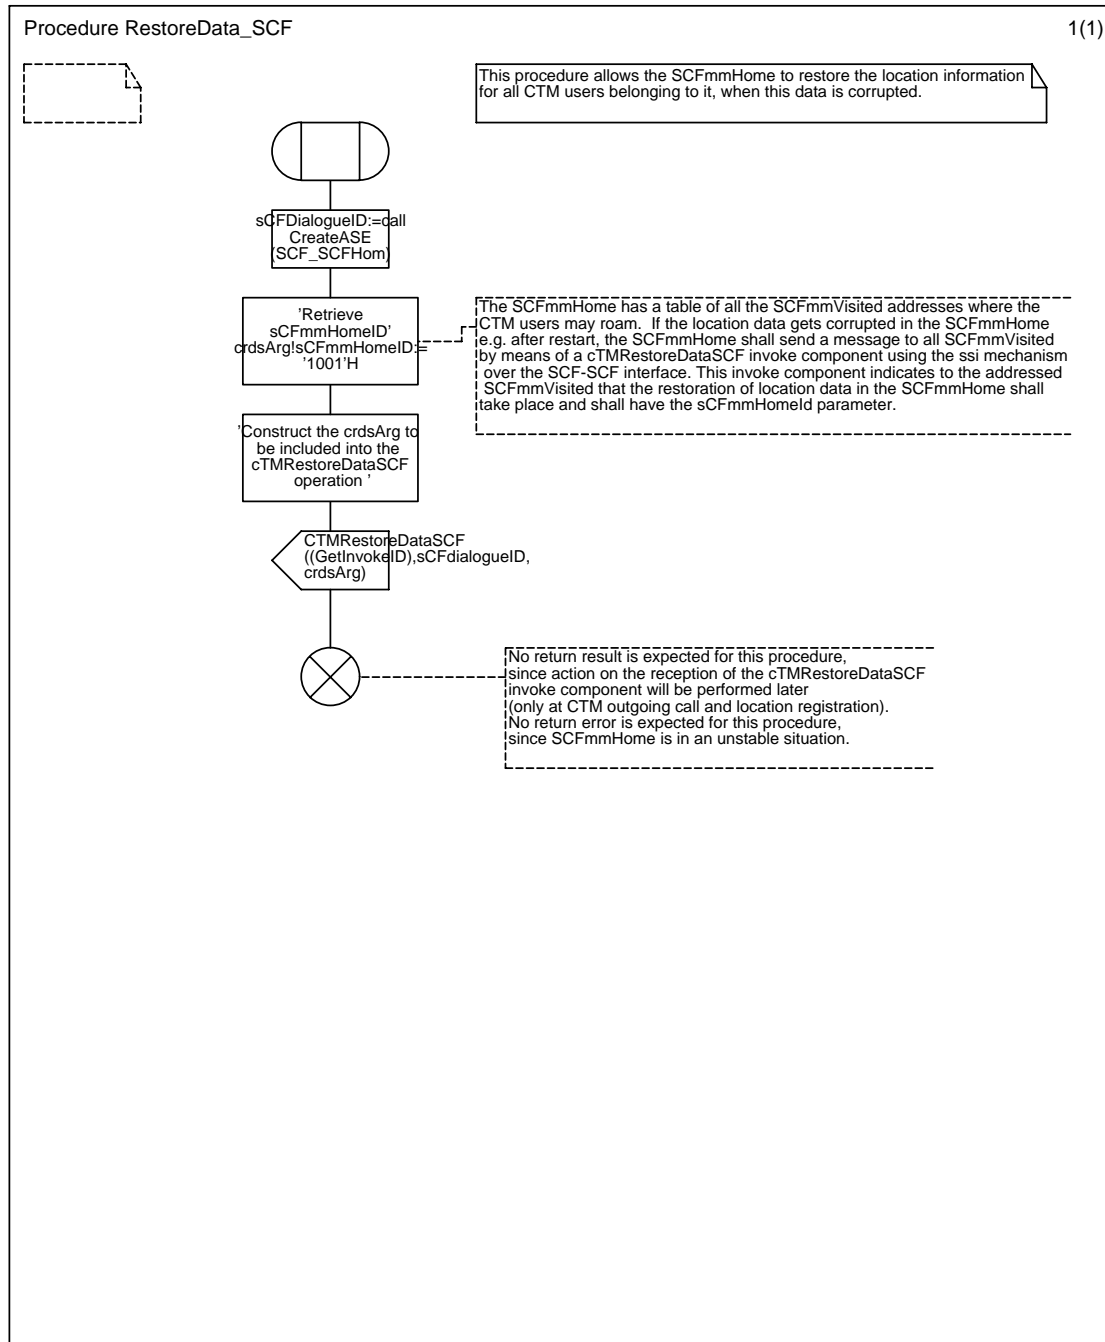 Procedure RestoreData_SCF
1(1)
This procedure allows the SCFmmHome to restore the location information
for all CTM users belonging to it, when this data is corrupted.
sCFDialogueID:=call
CreateASE
(SCF_SCFHom)
'Retrieve
sCFmmHomeID'
crdsArg!sCFmmHomeID:=
'1001'H
The SCFmmHome has a table of all the SCFmmVisited addresses where the
CTM users may roam.  If the location data gets corrupted in the SCFmmHome
e.g. after restart, the SCFmmHome shall send a message to all SCFmmVisited
by means of a cTMRestoreDataSCF invoke component using the ssi mechanism
over the SCF-SCF interface. This invoke component indicates to the addressed
SCFmmVisited that the restoration of location data in the SCFmmHome shall
take place and shall have the sCFmmHomeId parameter.
'Construct the crdsArg to
be included into the
cTMRestoreDataSCF
operation '
CTMRestoreDataSCF
((GetInvokeID),sCFdialogueID,
crdsArg)
No return result is expected for this procedure,
since action on the reception of the cTMRestoreDataSCF
invoke component will be performed later
(only at CTM outgoing call and location registration).
No return error is expected for this procedure,
since SCFmmHome is in an unstable situation.